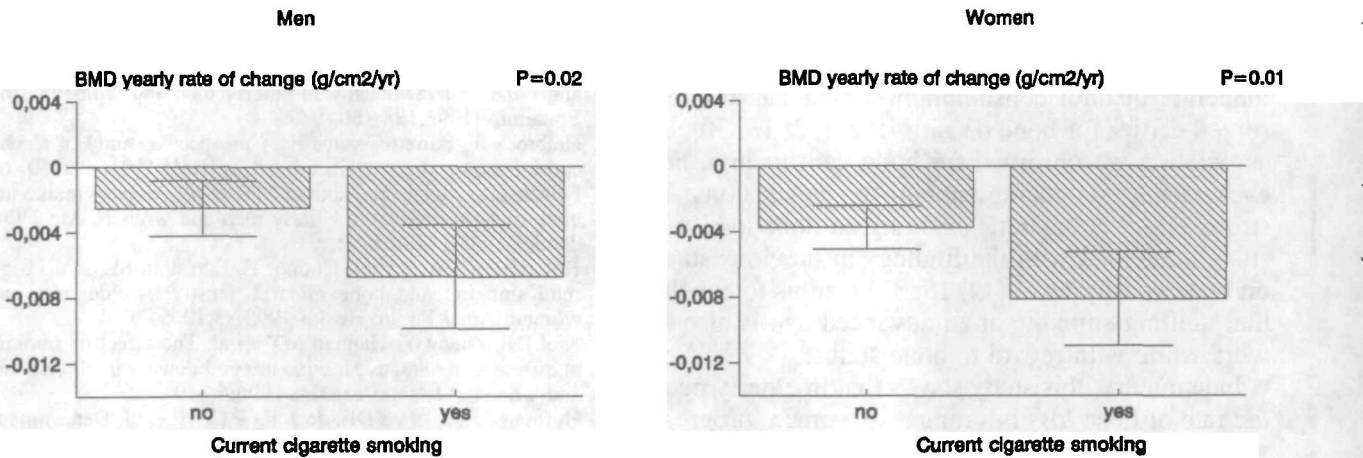 Men
BMD yearly rate of change (g/cm2/yr) P=0.02
0,004
0
-0,004
-0,008
-0,012
no yes
Current cigarette smoking
Women
BMD yearly rate of change (g/cm2/yr) P=0.01
0,004
0
-0,004
-0,008
-0,012
no yes
Current cigarette smoking